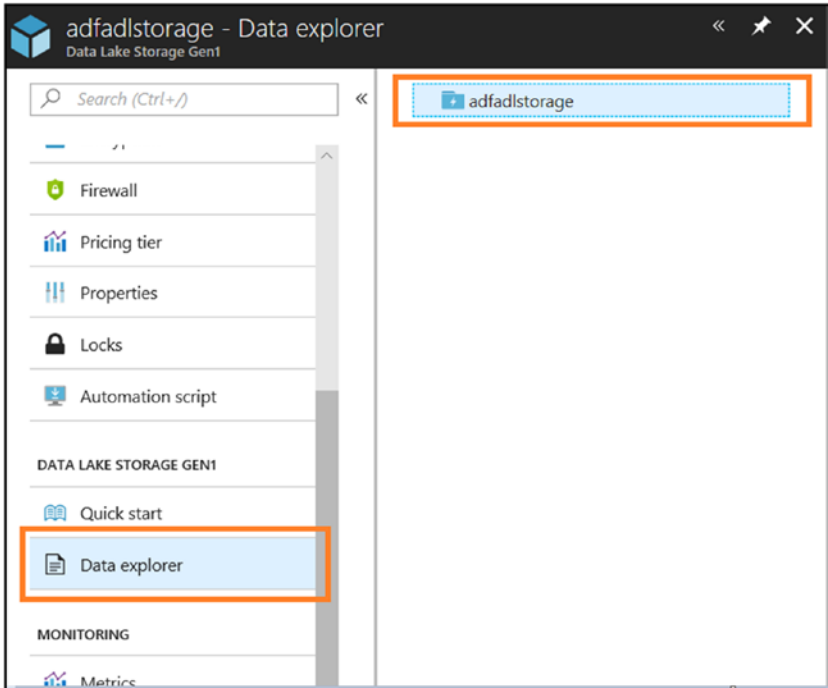 adfadlstorage - Data explorer
Data Lake Storage Gen1
Search (Ctrl+/)
adfadlstorage
Firewall
Pricing tier
Properties
Locks
Automation script
DATA LAKE STORAGE GEN1
Quick start
Data explorer
MONITORING
Metrics